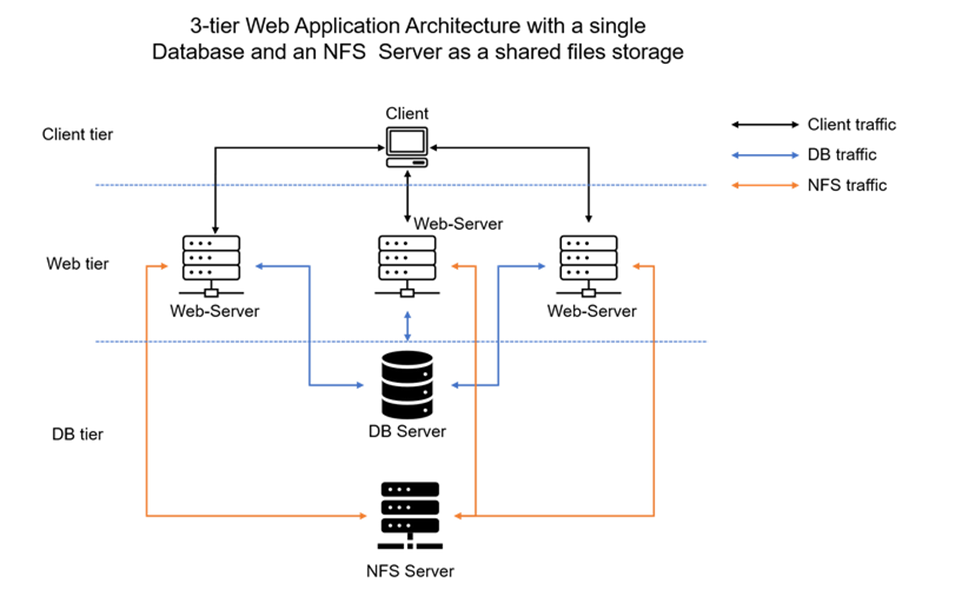 3-tier Web Application Architecture with a single
Database and an NFS Server as a shared files storage
Client
Client tier
Client traffic
DB traffic
NFS traffic
Web-Server
Web tier
Web-Server
Web-Server
DB Server
DB tier
NFS Server